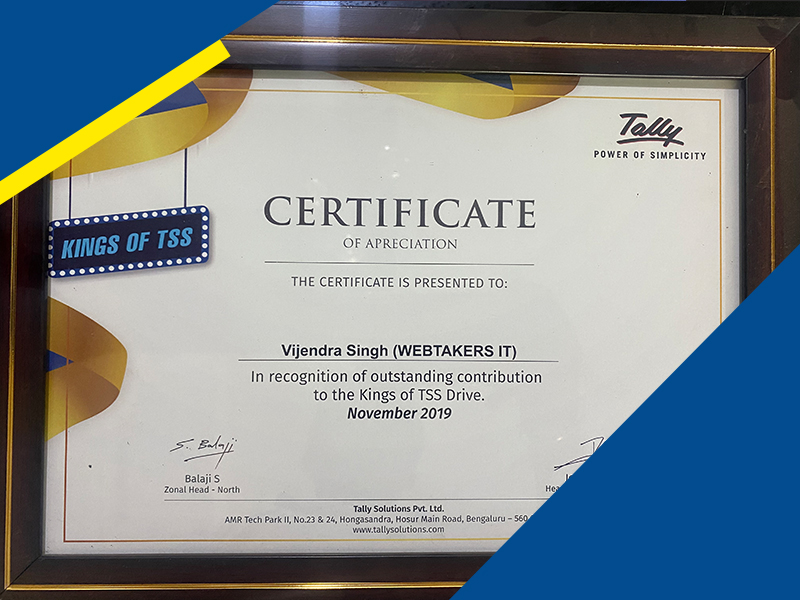 Tally
POWER OF SIMPLICITY
KINGS OF TSS
CERTIFICATE
OF APRECIATION
THE CERTIFICATE IS PRESENTED TO:
Vijendra Singh (WEBTAKERS IT)
In recognition of outstanding contribution
to the Kings of TSS Drive.
November 2019
S. Balaji
Balaji S
Zonal Head - North
Tally Solutions Pvt. Ltd.
AMR Tech Park II, No.23 & 24, Hongasandra, Hosur Main Road, Bengaluru – 560
www.tallysolutions.com